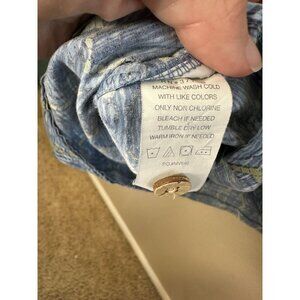 MACHINE WASH COLD
WITH LIKE COLORS
ONLY NON CHLORINE
BLEACH IF NEEDED
TUMBLE DRY LOW
WARM IRON IF NEEDED